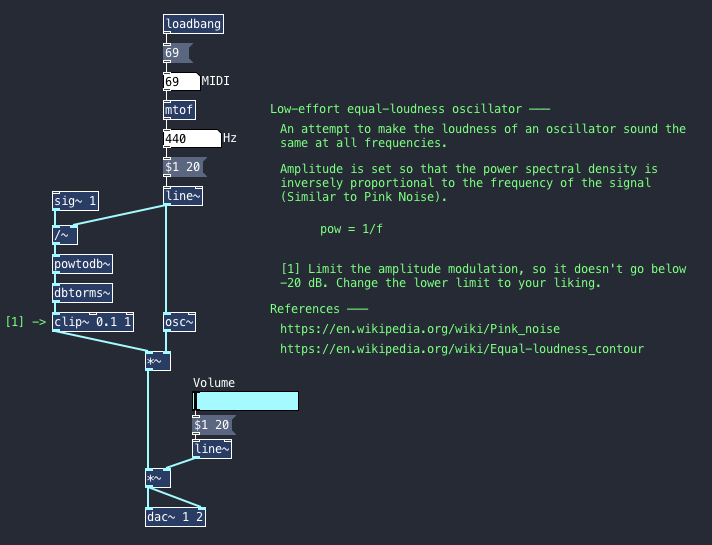 loadbang
69
69 MIDI
mtof
440 Hz
$1 20
line~
sig~ 1
/~
powtodb~
dbtorms~
[1] -> clip~ 0.1 1
osc~
*~
Volume
$1 20
line~
*~
dac~ 1 2
Low-effort equal-loudness oscillator ———
An attempt to make the loudness of an oscillator sound the
same at all frequencies.
Amplitude is set so that the power spectral density is
inversely proportional to the frequency of the signal
(Similar to Pink Noise).
pow = 1/f
[1] Limit the amplitude modulation, so it doesn't go below
-20 dB. Change the lower limit to your liking.
References ———
https://en.wikipedia.org/wiki/Pink_noise
https://en.wikipedia.org/wiki/Equal-loudness_contour